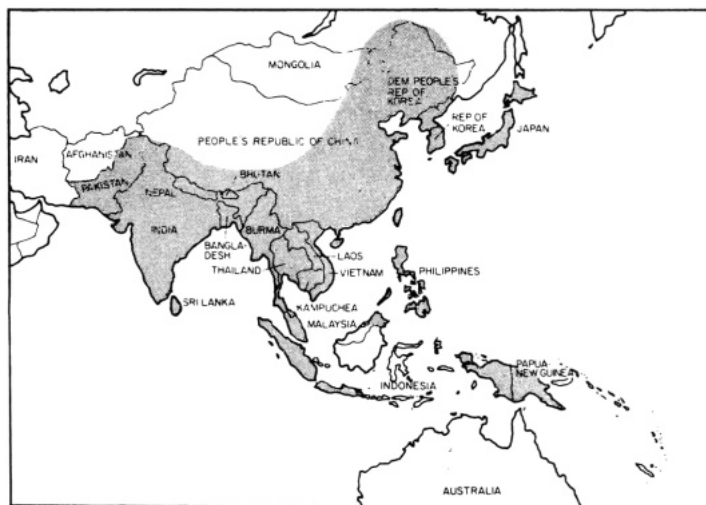 MONGOLIA
DEM PEOPLE'S
REP OF
KOREA
REP OF
KOREA
JAPAN
PEOPLE'S REPUBLIC OF CHINA
IRAN
AFGHANISTAN
PAKISTAN
NEPAL
BHUTAN
INDIA
BURMA
BANGLA-
DESH
LAOS
THAILAND
VIETNAM
PHILIPPINES
SRI LANKA
KAMPUCHEA
MALAYSIA
INDONESIA
PAPUA
NEW GUINEA
AUSTRALIA